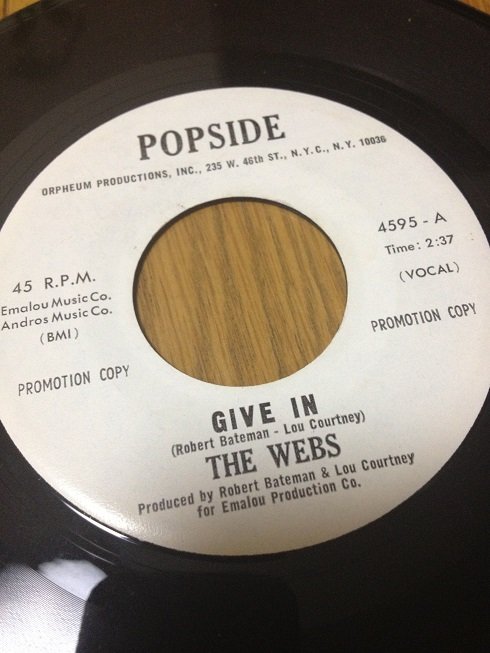 POPSIDE
ORPHEUM PRODUCTIONS, INC., 235 W. 46th ST., N.Y.C., N.Y. 10036
4595 - A
Time: 2:37
(VOCAL)
45 R.P.M.
Emalou Music Co.
Andros Music Co.
(BMI)
PROMOTION COPY
PROMOTION COPY
GIVE IN
(Robert Bateman - Lou Courtney)
THE WEBS
Produced by Robert Bateman & Lou Courtney
for Emalou Production Co.